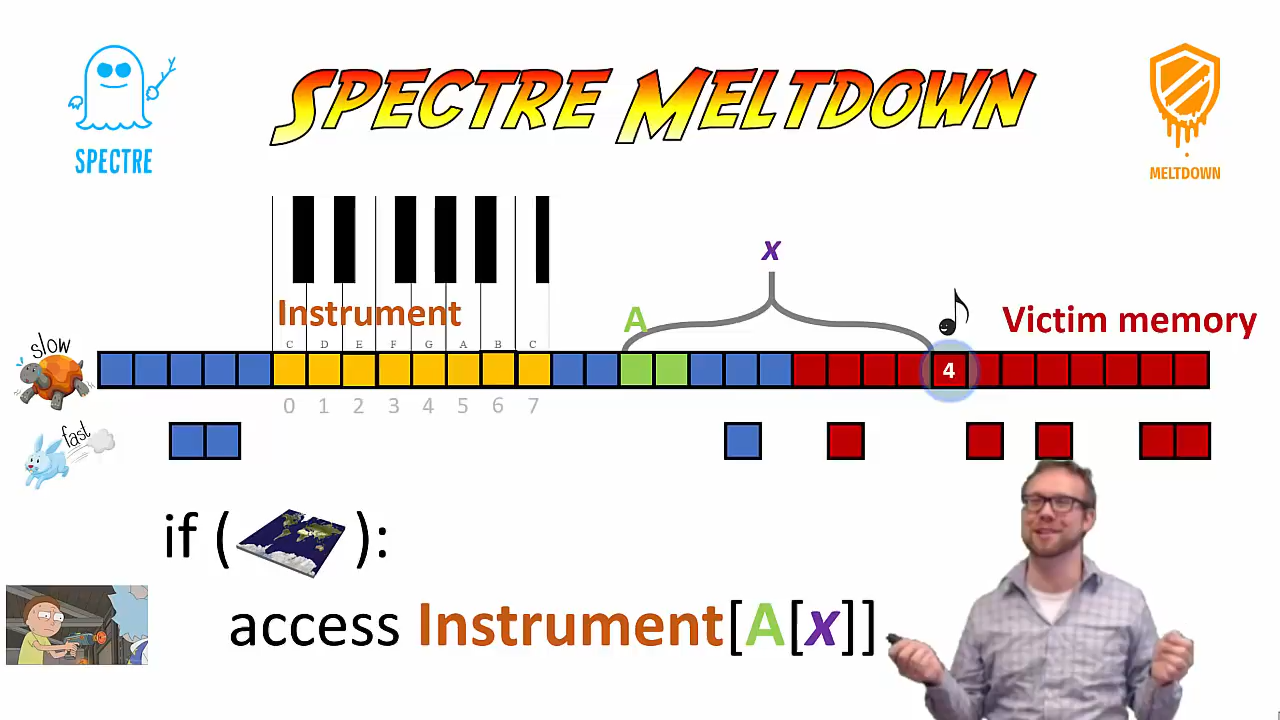 SPECTRE MELTDOWN
SPECTRE
MELTDOWN
x
Instrument
A
Victim memory
C D E F G A B C
slow
4
0 1 2 3 4 5 6 7
fast
if ( ):
access Instrument[A[x]]